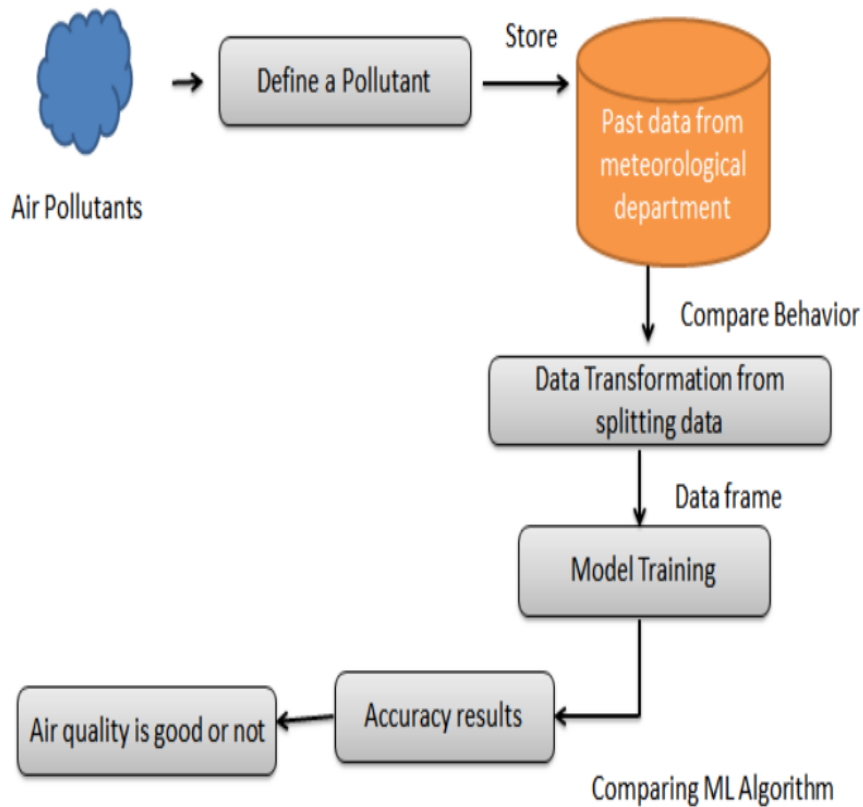 Store
Define a Pollutant
Past data from
meteorological
department
Air Pollutants
Compare Behavior
Data Transformation from
splitting data
Data frame
Model Training
Accuracy results
Air quality is good or not
Comparing ML Algorithm